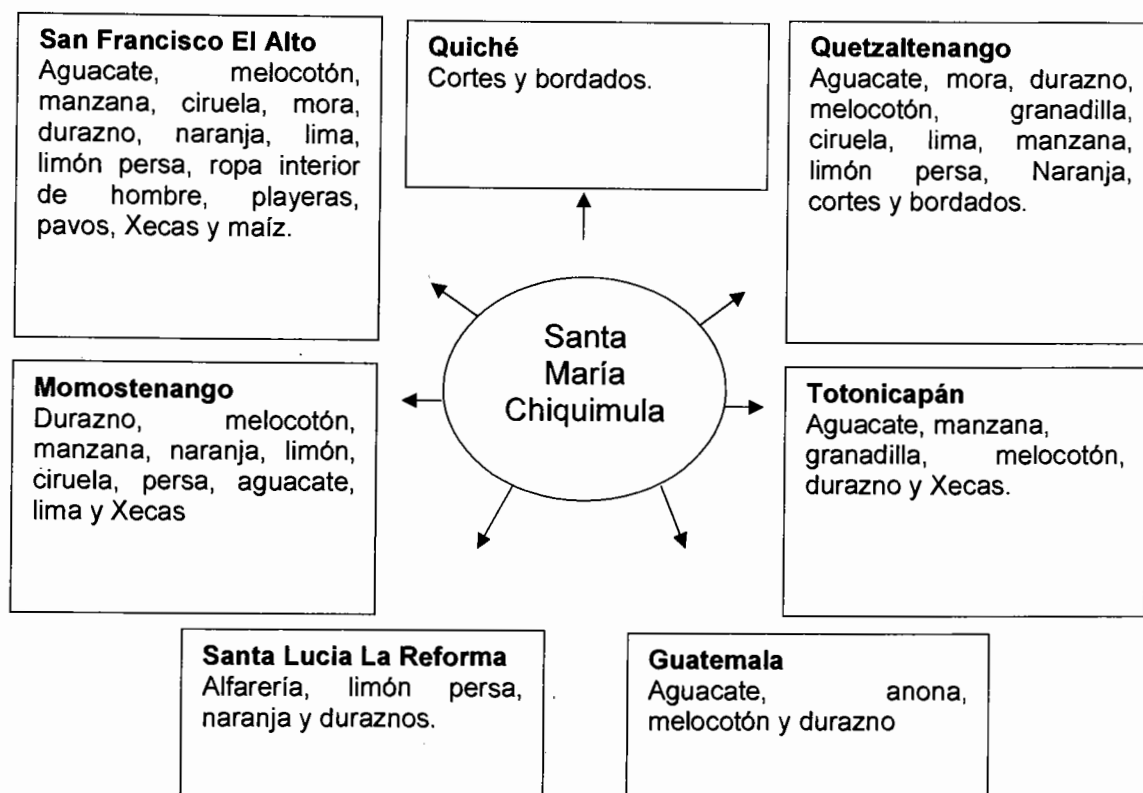 San Francisco El Alto
Aguacate, melocotón,
manzana, ciruela, mora,
durazno, naranja, lima,
limón persa, ropa interior
de hombre, playeras,
pavos, Xecas y maíz.
Quiché
Cortes y bordados.
Quetzaltenango
Aguacate, mora, durazno,
melocotón, granadilla,
ciruela, lima, manzana,
limón persa, Naranja,
cortes y bordados.
Santa
María
Chiquimula
Momostenango
Durazno, melocotón,
manzana, naranja, limón,
ciruela, persa, aguacate,
lima y Xecas
Totonicapán
Aguacate, manzana,
granadilla, melocotón,
durazno y Xecas.
Santa Lucia La Reforma
Alfarería, limón persa,
naranja y duraznos.
Guatemala
Aguacate, anona,
melocotón y durazno